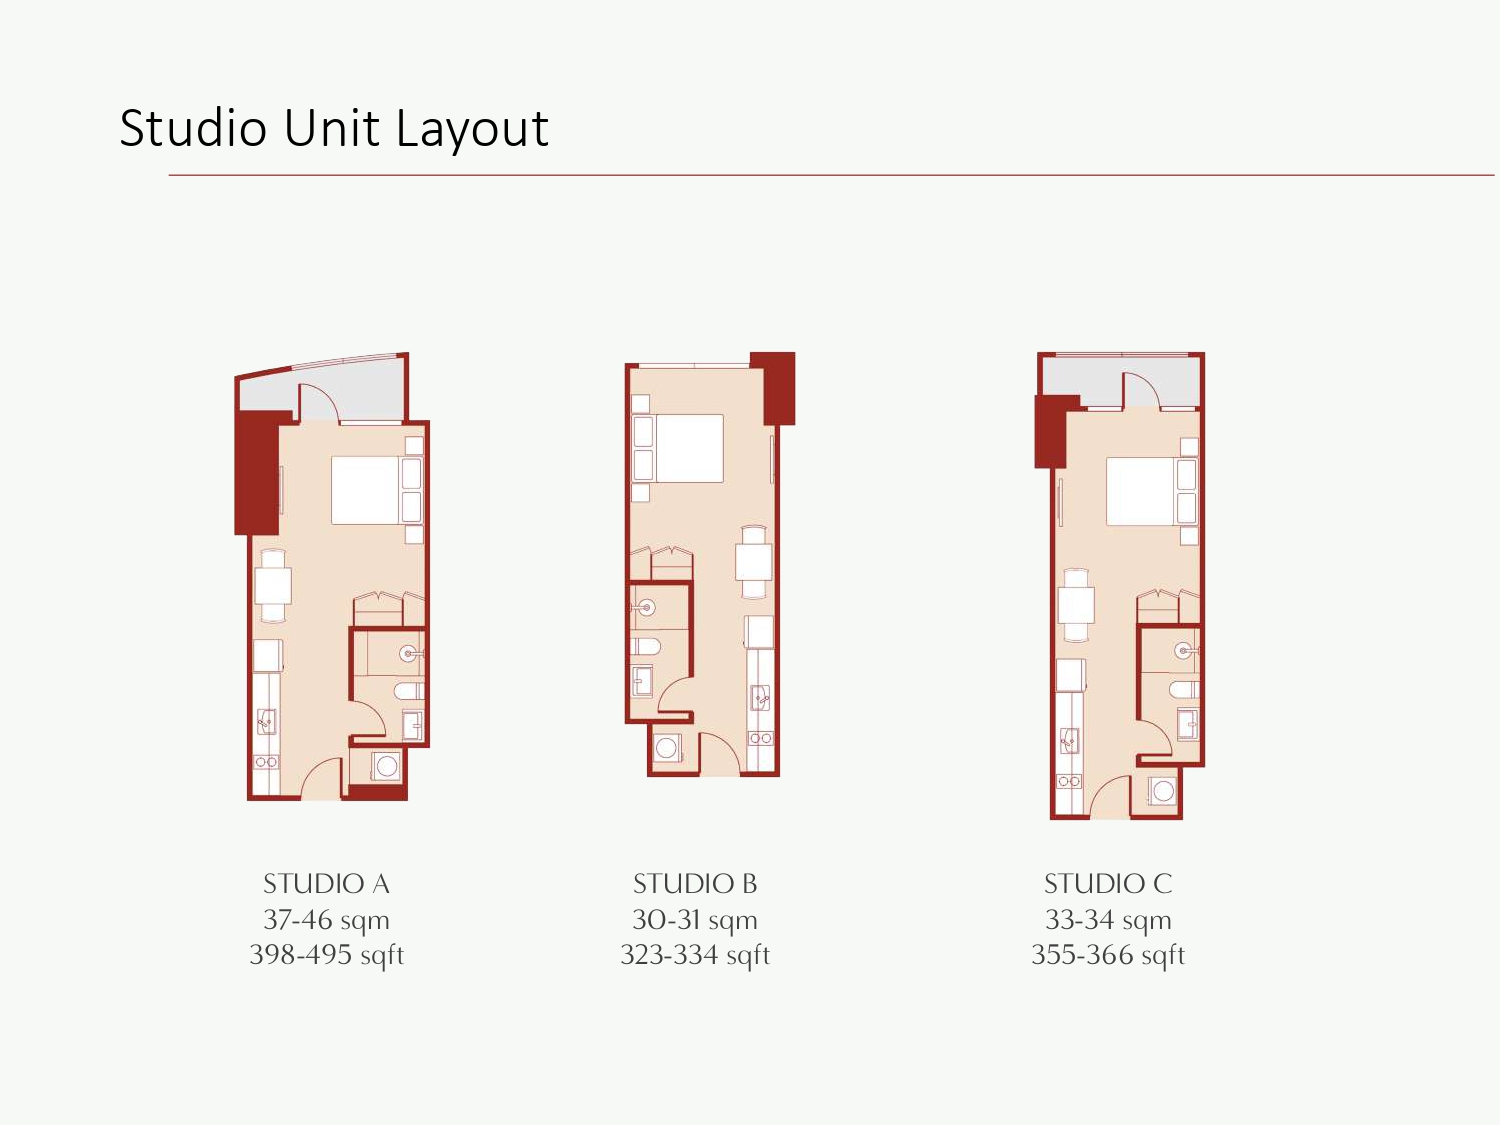 Studio Unit Layout
STUDIO A
37-46 sqm
398-495 sqft
STUDIO B
30-31 sqm
323-334 sqft
STUDIO C
33-34 sqm
355-366 sqft